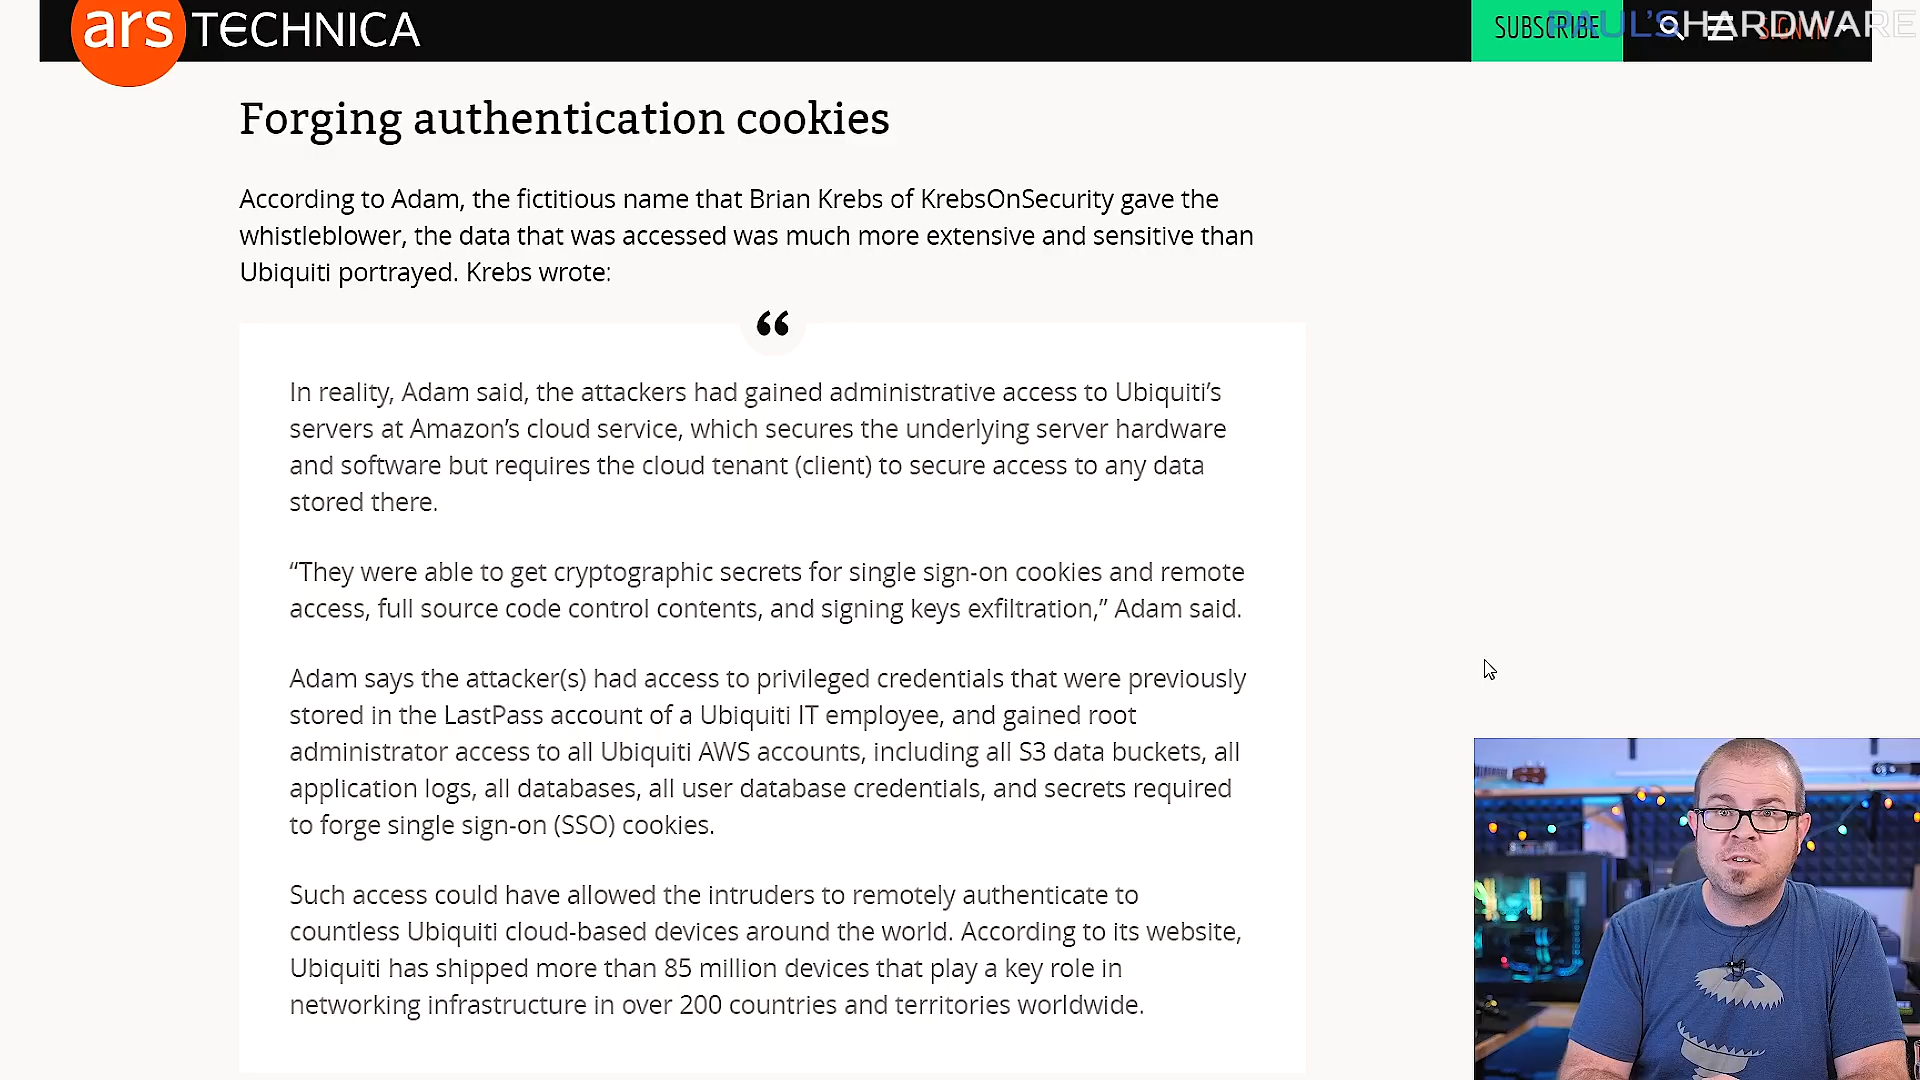 ars TECHNICA
SUBSCRIBE
PAUL'SHARDWARE
SIGN IN
Forging authentication cookies
According to Adam, the fictitious name that Brian Krebs of KrebsOnSecurity gave the
whistleblower, the data that was accessed was much more extensive and sensitive than
Ubiquiti portrayed. Krebs wrote:
“
In reality, Adam said, the attackers had gained administrative access to Ubiquiti’s
servers at Amazon’s cloud service, which secures the underlying server hardware
and software but requires the cloud tenant (client) to secure access to any data
stored there.
“They were able to get cryptographic secrets for single sign-on cookies and remote
access, full source code control contents, and signing keys exfiltration,” Adam said.
Adam says the attacker(s) had access to privileged credentials that were previously
stored in the LastPass account of a Ubiquiti IT employee, and gained root
administrator access to all Ubiquiti AWS accounts, including all S3 data buckets, all
application logs, all databases, all user database credentials, and secrets required
to forge single sign-on (SSO) cookies.
Such access could have allowed the intruders to remotely authenticate to
countless Ubiquiti cloud-based devices around the world. According to its website,
Ubiquiti has shipped more than 85 million devices that play a key role in
networking infrastructure in over 200 countries and territories worldwide.